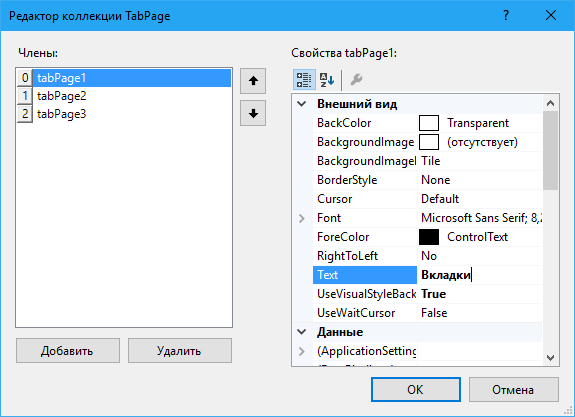 Редактор коллекции TabPage
Члены:
0 tabPage1
1 tabPage2
2 tabPage3
Добавить
Удалить
Свойства tabPage1:
Внешний вид
BackColor Transparent
BackgroundImage (отсутствует)
BackgroundImageI Tile
BorderStyle None
Cursor Default
Font Microsoft Sans Serif; 8,2
ForeColor ControlText
RightToLeft No
Text Вкладки
UseVisualStyleBack True
UseWaitCursor False
Данные
(ApplicationSetting
OK
Отмена